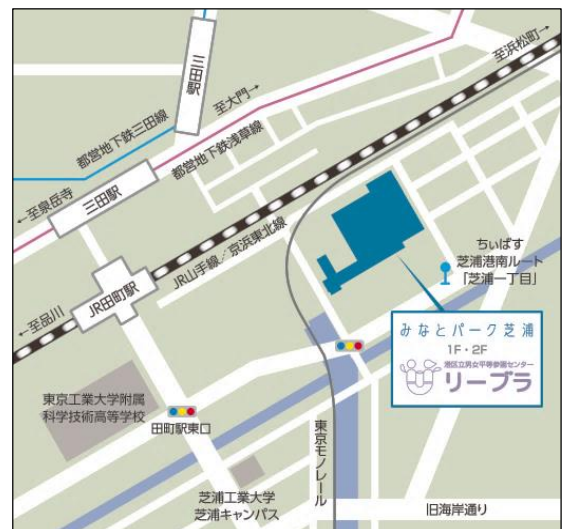 至浜松町→
三田駅
至大門→
都営地下鉄三田線
都営地下鉄浅草線
←至泉岳寺
三田駅
JR山手線／京浜東北線
JR田町駅
←至品川
ちぃばす
芝浦港南ルート
「芝浦一丁目」
みなとパーク芝浦
1F・2F
港区立男女平等参画センター
リーブラ
東京工業大学附属
科学技術高等学校
田町駅東口
東京モノレール
芝浦工業大学
芝浦キャンパス
旧海岸通り